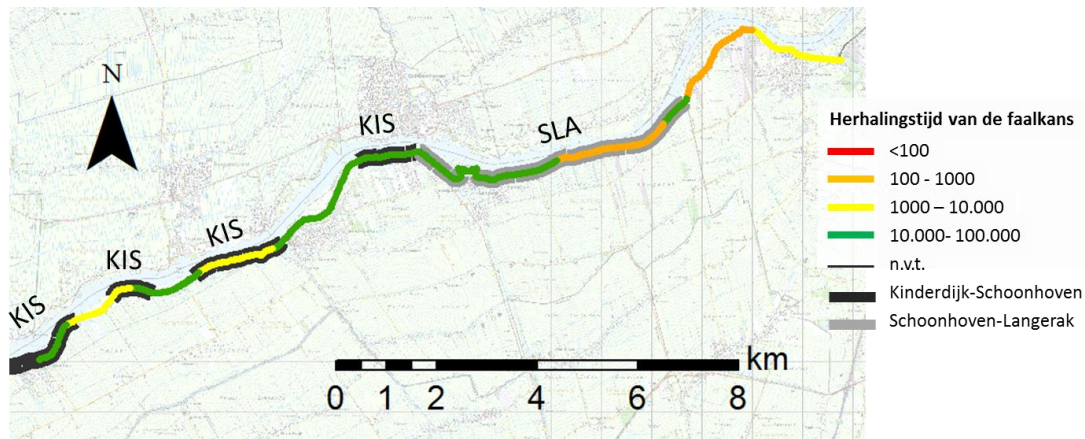 N
KIS
SLA
KIS
KIS
KIS
km
0 1 2 4 6 8
Herhalingstijd van de faalkans
<100
100 - 1000
1000 – 10.000
10.000- 100.000
n.v.t.
Kinderdijk-Schoonhoven
Schoonhoven-Langerak